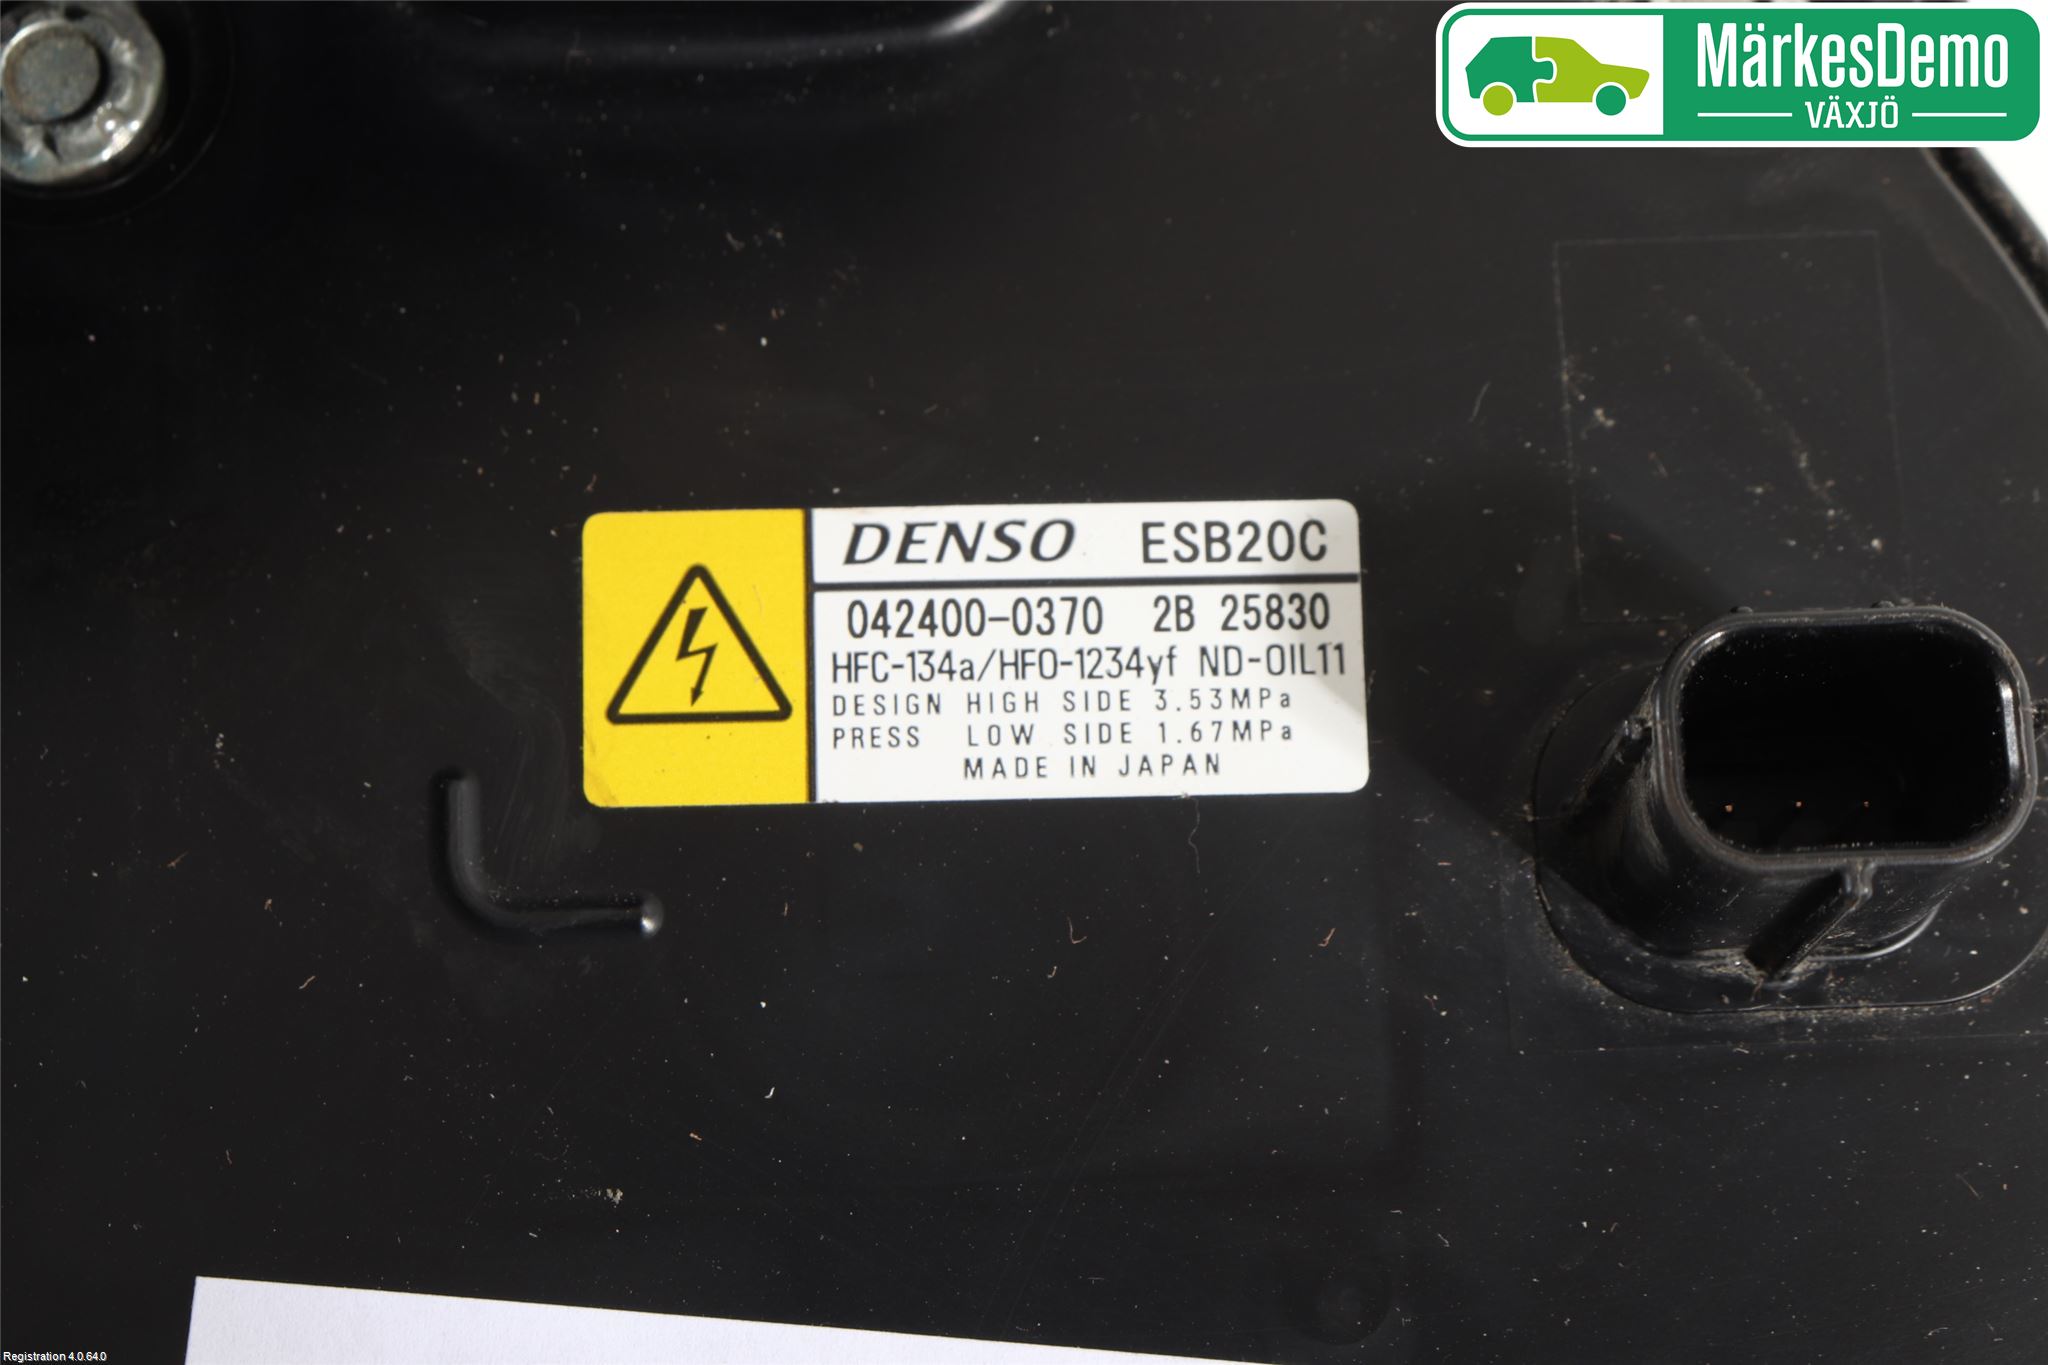 MärkesDemo
VÄXJÖ
DENSO ESB20C
042400-0370 2B 25830
HFC-134a/HFO-1234yf ND-OIL11
DESIGN HIGH SIDE 3.53MPa
PRESS LOW SIDE 1.67MPa
MADE IN JAPAN
Registration 4.0.64.0